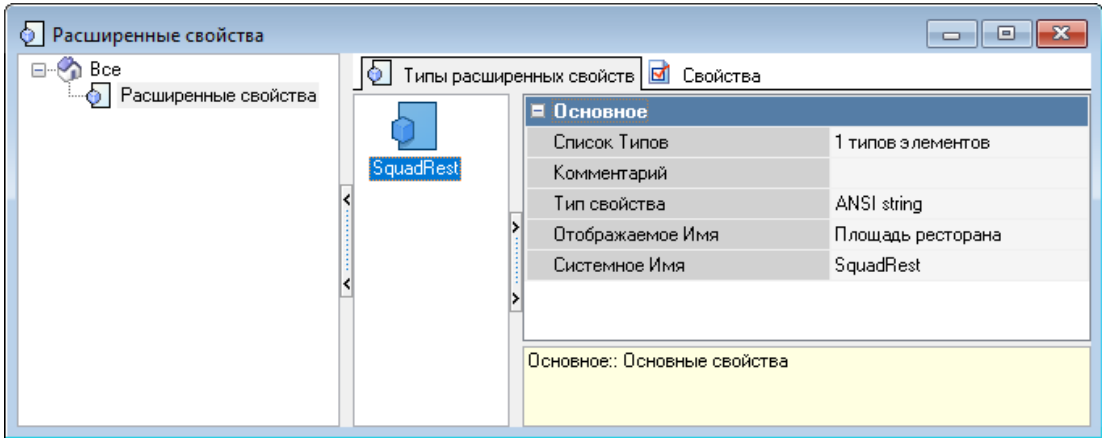 Расширенные свойства
Все
Расширенные свойства
Типы расширенных свойств
Свойства
SquadRest
Основное
Список Типов 1 типов элементов
Комментарий
Тип свойства ANSI string
Отображаемое Имя Площадь ресторана
Системное Имя SquadRest
Основное:: Основные свойства